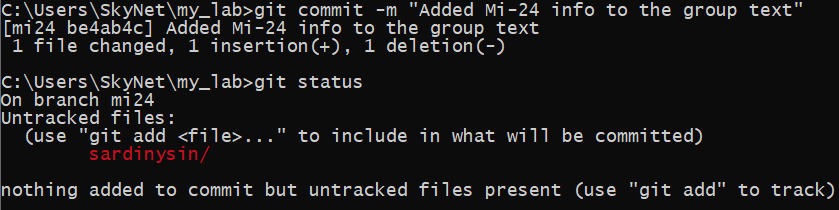 C:\Users\SkyNet\my_lab>git commit -m "Added Mi-24 info to the group text"
[mi24 be4ab4c] Added Mi-24 info to the group text
 1 file changed, 1 insertion(+), 1 deletion(-)

C:\Users\SkyNet\my_lab>git status
On branch mi24
Untracked files:
  (use "git add <file>..." to include in what will be committed)
        sardinysin/

nothing added to commit but untracked files present (use "git add" to track)